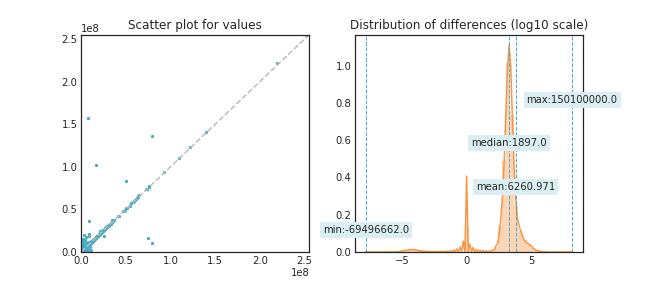 Scatter plot for values
1e8
2.5
2.0
1.5
1.0
0.5
0.0
0.0 0.5 1.0 1.5 2.0 2.5
1e8
Distribution of differences (log10 scale)
1.0
0.8
0.6
0.4
0.2
0.0
−5 0 5
max:150100000.0
median:1897.0
mean:6260.971
min:-69496662.0